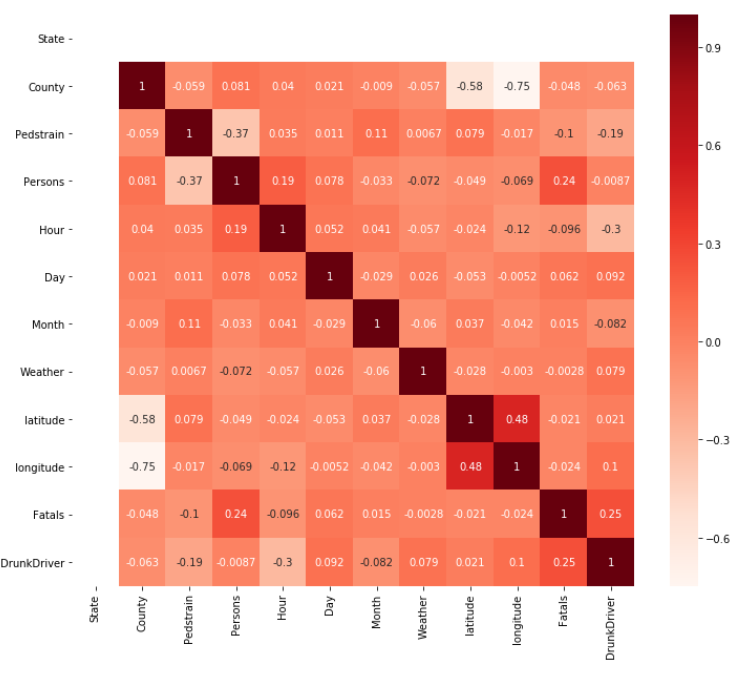 State
County 1 -0.059 0.081 0.04 0.021 -0.009 -0.057 -0.58 -0.75 -0.048 -0.063
Pedstrain -0.059 1 -0.37 0.035 0.011 0.11 0.0067 0.079 -0.017 -0.1 -0.19
Persons 0.081 -0.37 1 0.19 0.078 -0.033 -0.072 -0.049 -0.069 0.24 -0.0087
Hour 0.04 0.035 0.19 1 0.052 0.041 -0.057 -0.024 -0.12 -0.096 -0.3
Day 0.021 0.011 0.078 0.052 1 -0.029 0.026 -0.053 -0.0052 0.062 0.092
Month -0.009 0.11 -0.033 0.041 -0.029 1 -0.06 0.037 -0.042 0.015 -0.082
Weather -0.057 0.0067 -0.072 -0.057 0.026 -0.06 1 -0.028 -0.003 -0.0028 0.079
latitude -0.58 0.079 -0.049 -0.024 -0.053 0.037 -0.028 1 0.48 -0.021 0.021
longitude -0.75 -0.017 -0.069 -0.12 -0.0052 -0.042 -0.003 0.48 1 -0.024 0.1
Fatals -0.048 -0.1 0.24 -0.096 0.062 0.015 -0.0028 -0.021 -0.024 1 0.25
DrunkDriver -0.063 -0.19 -0.0087 -0.3 0.092 -0.082 0.079 0.021 0.1 0.25 1
State County Pedstrain Persons Hour Day Month Weather latitude longitude Fatals DrunkDriver
0.9
0.6
0.3
0.0
−0.3
−0.6